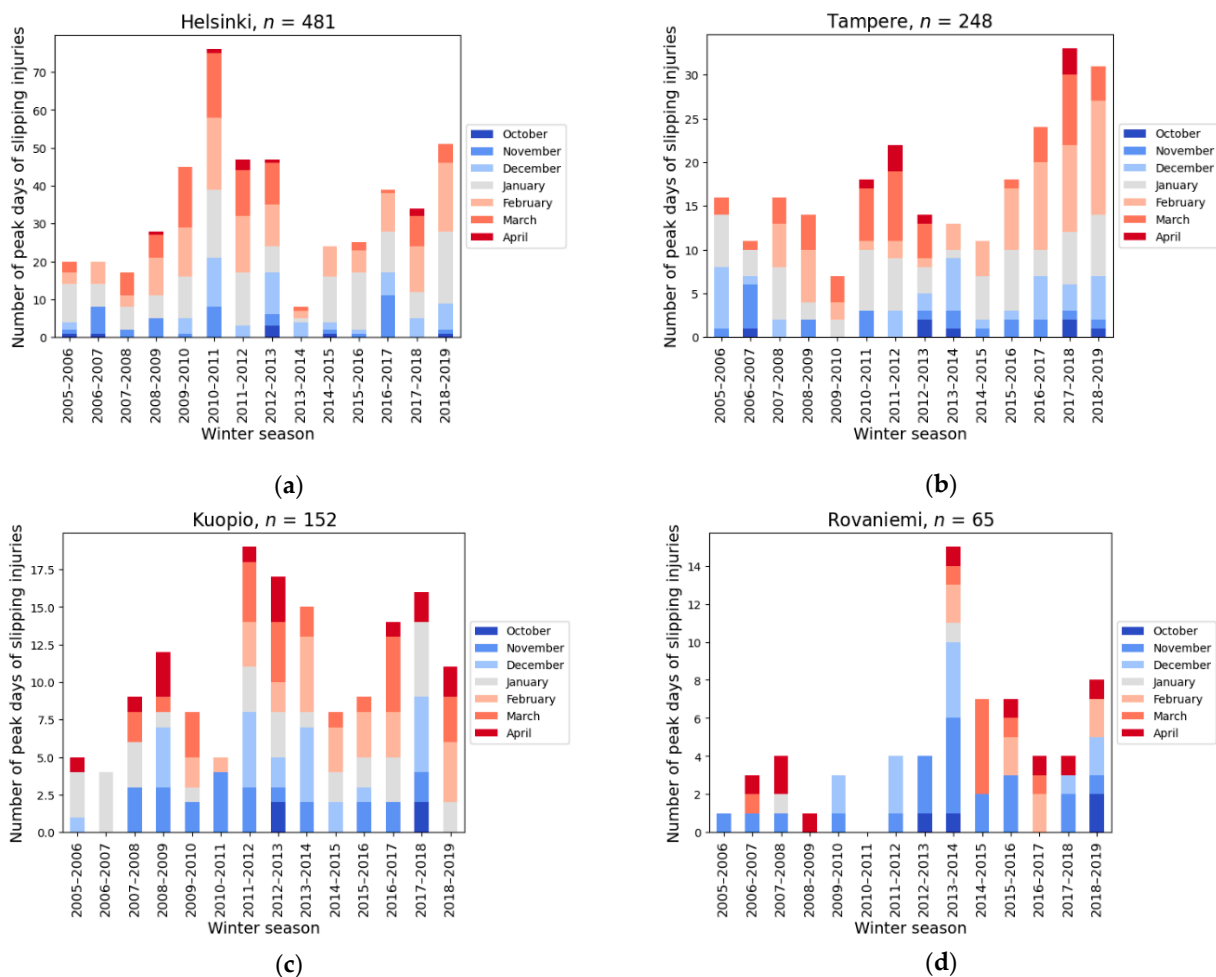 Helsinki, n = 481
Number of peak days of slipping injuries
70
60
50
40
30
20
10
0
2005–2006
2006–2007
2007–2008
2008–2009
2009–2010
2010–2011
2011–2012
2012–2013
2013–2014
2014–2015
2015–2016
2016–2017
2017–2018
2018–2019
Winter season
October
November
December
January
February
March
April
(a)
Tampere, n = 248
Number of peak days of slipping injuries
30
25
20
15
10
5
0
2005–2006
2006–2007
2007–2008
2008–2009
2009–2010
2010–2011
2011–2012
2012–2013
2013–2014
2014–2015
2015–2016
2016–2017
2017–2018
2018–2019
Winter season
October
November
December
January
February
March
April
(b)
Kuopio, n = 152
Number of peak days of slipping injuries
17.5
15.0
12.5
10.0
7.5
5.0
2.5
0.0
2005–2006
2006–2007
2007–2008
2008–2009
2009–2010
2010–2011
2011–2012
2012–2013
2013–2014
2014–2015
2015–2016
2016–2017
2017–2018
2018–2019
Winter season
October
November
December
January
February
March
April
(c)
Rovaniemi, n = 65
Number of peak days of slipping injuries
14
12
10
8
6
4
2
0
2005–2006
2006–2007
2007–2008
2008–2009
2009–2010
2010–2011
2011–2012
2012–2013
2013–2014
2014–2015
2015–2016
2016–2017
2017–2018
2018–2019
Winter season
October
November
December
January
February
March
April
(d)